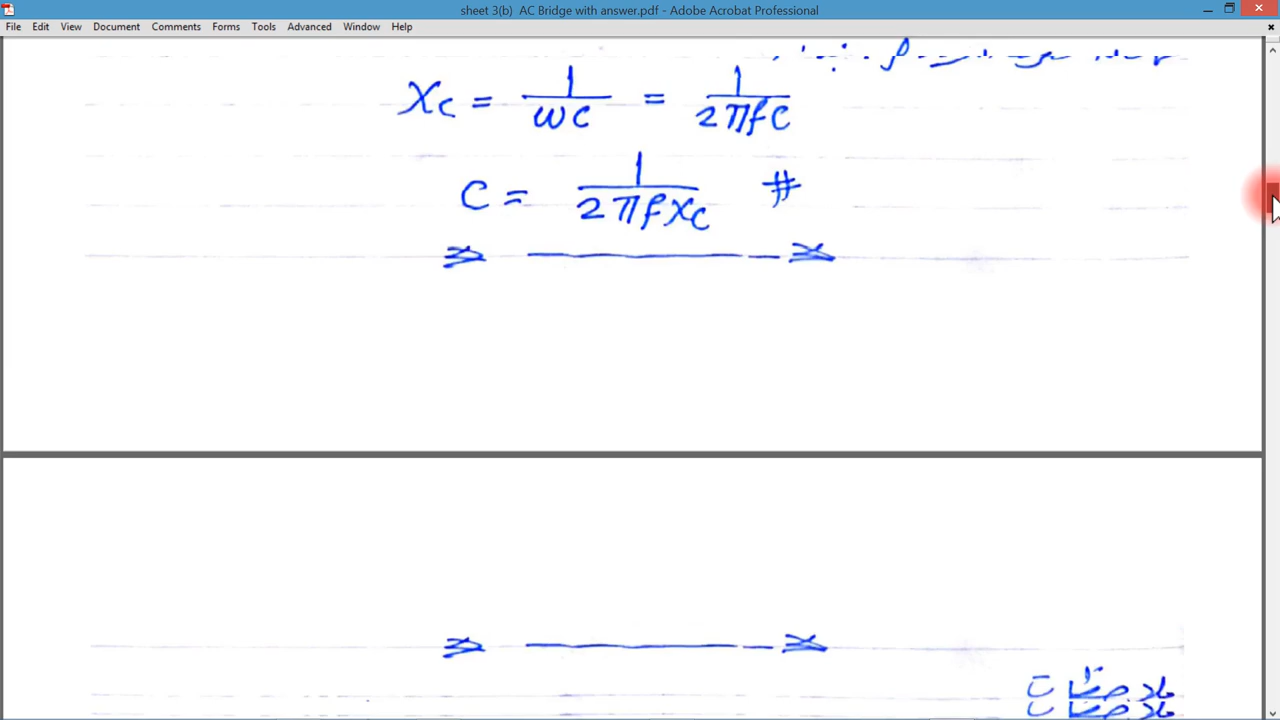 sheet 3(b) AC Bridge with answer.pdf - Adobe Acrobat Professional
File Edit View Document Comments Forms Tools Advanced Window Help
Xc = 1/ωC = 1/2πfC
C = 1/2πfXc #
ملاحظات